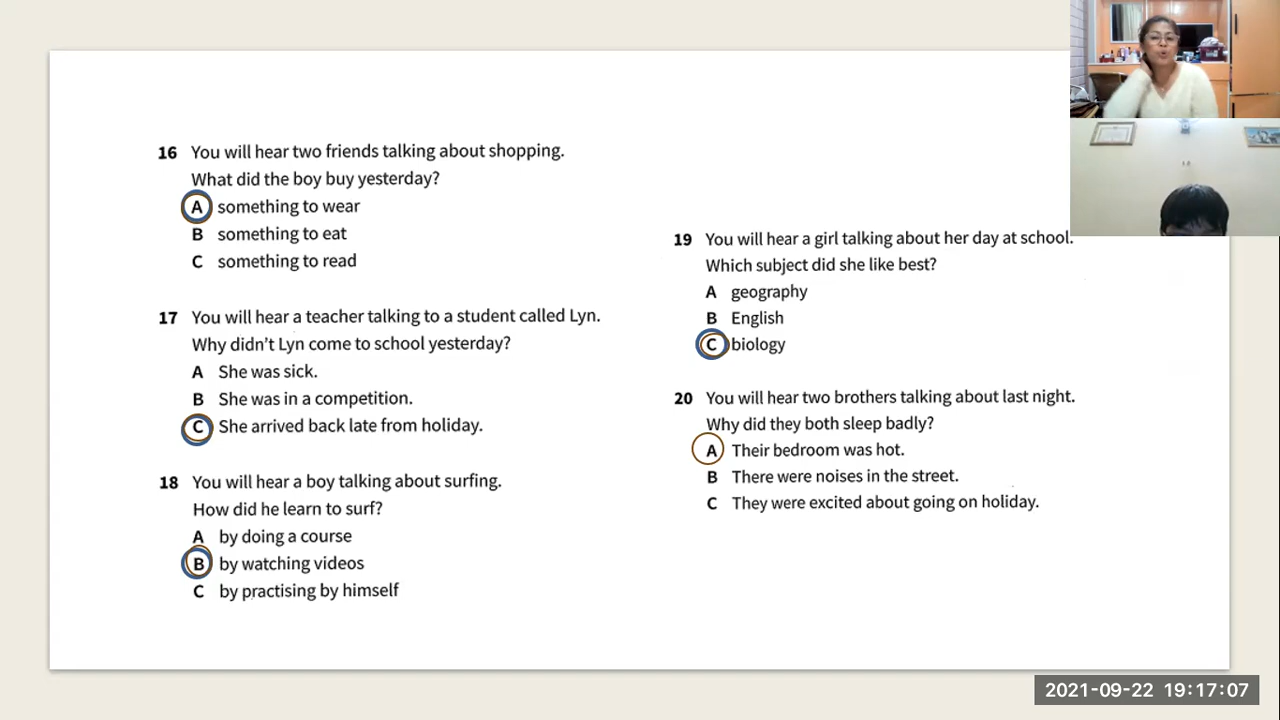 16 You will hear two friends talking about shopping.
What did the boy buy yesterday?
A something to wear
B something to eat
C something to read
17 You will hear a teacher talking to a student called Lyn.
Why didn't Lyn come to school yesterday?
A She was sick.
B She was in a competition.
C She arrived back late from holiday.
18 You will hear a boy talking about surfing.
How did he learn to surf?
A by doing a course
B by watching videos
C by practising by himself
19 You will hear a girl talking about her day at school.
Which subject did she like best?
A geography
B English
C biology
20 You will hear two brothers talking about last night.
Why did they both sleep badly?
A Their bedroom was hot.
B There were noises in the street.
C They were excited about going on holiday.
2021-09-22 19:17:07